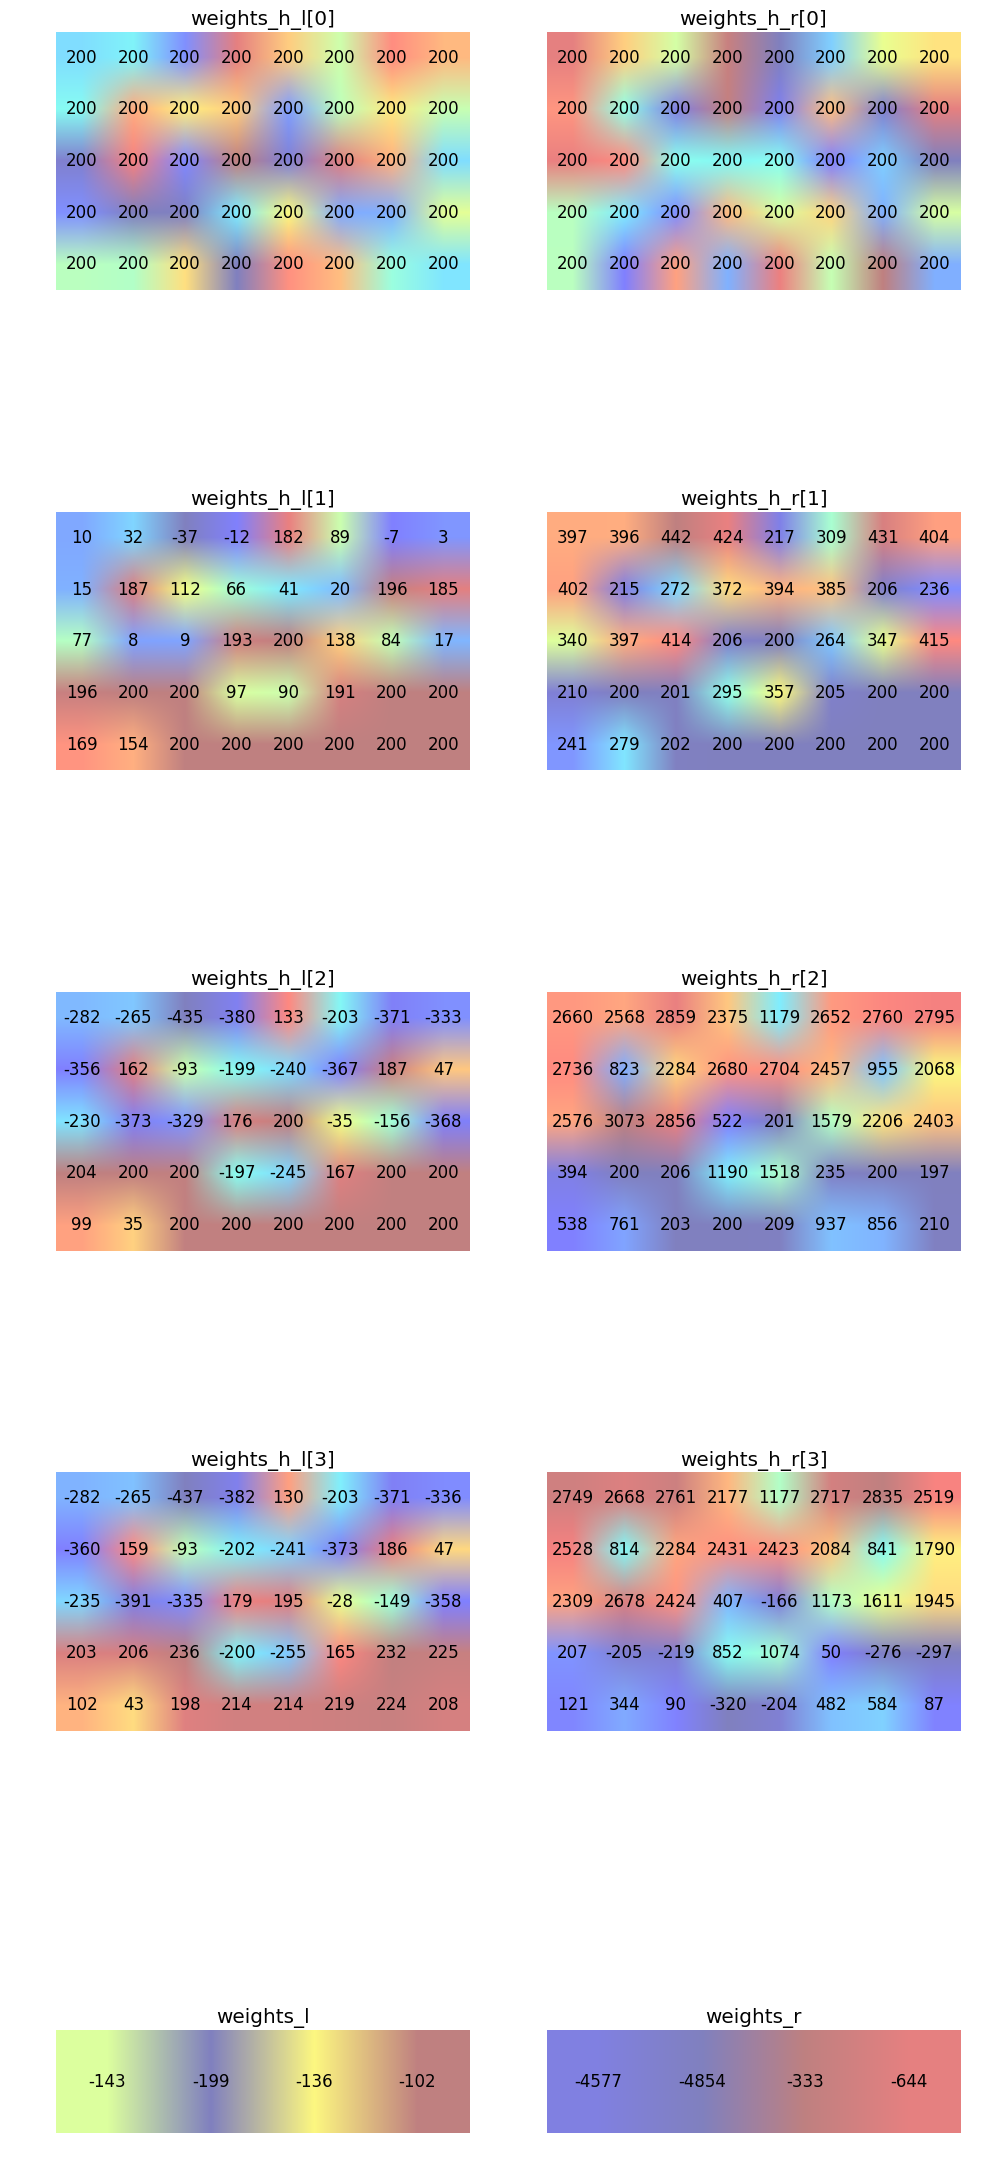 weights_h_l[0] weights_h_r[0]
200 200 200 200 200 200 200 200 200 200 200 200 200 200 200 200
200 200 200 200 200 200 200 200 200 200 200 200 200 200 200 200
200 200 200 200 200 200 200 200 200 200 200 200 200 200 200 200
200 200 200 200 200 200 200 200 200 200 200 200 200 200 200 200
200 200 200 200 200 200 200 200 200 200 200 200 200 200 200 200
weights_h_l[1] weights_h_r[1]
10 32 -37 -12 182 89 -7 3 397 396 442 424 217 309 431 404
15 187 112 66 41 20 196 185 402 215 272 372 394 385 206 236
77 8 9 193 200 138 84 17 340 397 414 206 200 264 347 415
196 200 200 97 90 191 200 200 210 200 201 295 357 205 200 200
169 154 200 200 200 200 200 200 241 279 202 200 200 200 200 200
weights_h_l[2] weights_h_r[2]
-282 -265 -435 -380 133 -203 -371 -333 2660 2568 2859 2375 1179 2652 2760 2795
-356 162 -93 -199 -240 -367 187 47 2736 823 2284 2680 2704 2457 955 2068
-230 -373 -329 176 200 -35 -156 -368 2576 3073 2856 522 201 1579 2206 2403
204 200 200 -197 -245 167 200 200 394 200 206 1190 1518 235 200 197
99 35 200 200 200 200 200 200 538 761 203 200 209 937 856 210
weights_h_l[3] weights_h_r[3]
-282 -265 -437 -382 130 -203 -371 -336 2749 2668 2761 2177 1177 2717 2835 2519
-360 159 -93 -202 -241 -373 186 47 2528 814 2284 2431 2423 2084 841 1790
-235 -391 -335 179 195 -28 -149 -358 2309 2678 2424 407 -166 1173 1611 1945
203 206 236 -200 -255 165 232 225 207 -205 -219 852 1074 50 -276 -297
102 43 198 214 214 219 224 208 121 344 90 -320 -204 482 584 87
weights_l weights_r
-143 -199 -136 -102 -4577 -4854 -333 -644